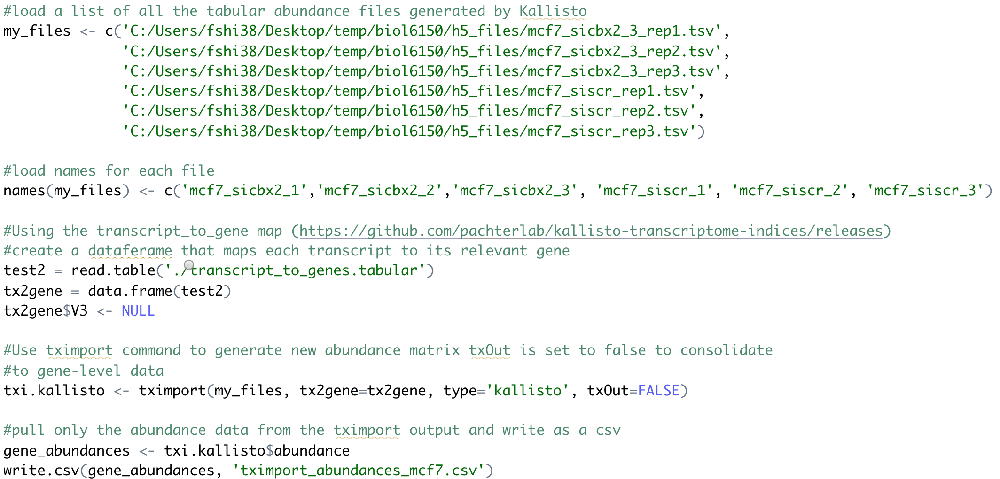 #load a list of all the tabular abundance files generated by Kallisto
my_files <- c('C:/Users/fshi38/Desktop/temp/biol6150/h5_files/mcf7_sicbx2_3_rep1.tsv',
'C:/Users/fshi38/Desktop/temp/biol6150/h5_files/mcf7_sicbx2_3_rep2.tsv',
'C:/Users/fshi38/Desktop/temp/biol6150/h5_files/mcf7_sicbx2_3_rep3.tsv',
'C:/Users/fshi38/Desktop/temp/biol6150/h5_files/mcf7_siscr_rep1.tsv',
'C:/Users/fshi38/Desktop/temp/biol6150/h5_files/mcf7_siscr_rep2.tsv',
'C:/Users/fshi38/Desktop/temp/biol6150/h5_files/mcf7_siscr_rep3.tsv')
#load names for each file
names(my_files) <- c('mcf7_sicbx2_1','mcf7_sicbx2_2','mcf7_sicbx2_3', 'mcf7_siscr_1', 'mcf7_siscr_2', 'mcf7_siscr_3')
#Using the transcript_to_gene map (https://github.com/pachterlab/kallisto-transcriptome-indices/releases)
#create a dataferame that maps each transcript to its relevant gene
test2 = read.table('./transcript_to_genes.tabular')
tx2gene = data.frame(test2)
tx2gene$V3 <- NULL
#Use tximport command to generate new abundance matrix txOut is set to false to consolidate
#to gene-level data
txi.kallisto <- tximport(my_files, tx2gene=tx2gene, type='kallisto', txOut=FALSE)
#pull only the abundance data from the tximport output and write as a csv
gene_abundances <- txi.kallisto$abundance
write.csv(gene_abundances, 'tximport_abundances_mcf7.csv')